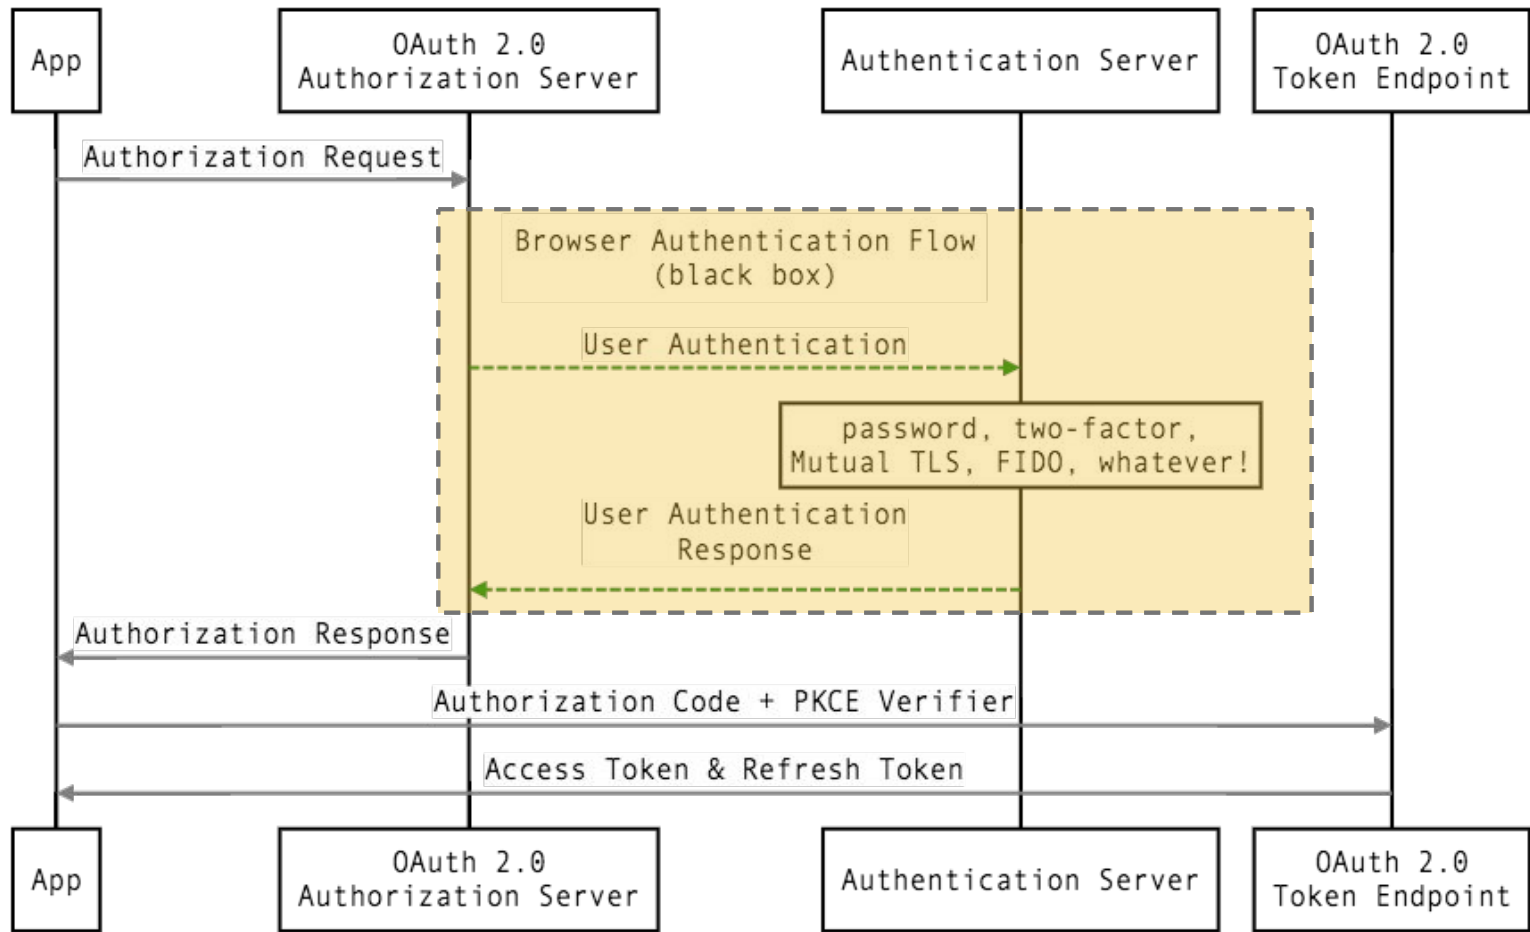 App
OAuth 2.0
Authorization Server
Authentication Server
OAuth 2.0
Token Endpoint
Authorization Request
Browser Authentication Flow
(black box)
User Authentication
password, two-factor,
Mutual TLS, FIDO, whatever!
User Authentication
Response
Authorization Response
Authorization Code + PKCE Verifier
Access Token & Refresh Token
App
OAuth 2.0
Authorization Server
Authentication Server
OAuth 2.0
Token Endpoint